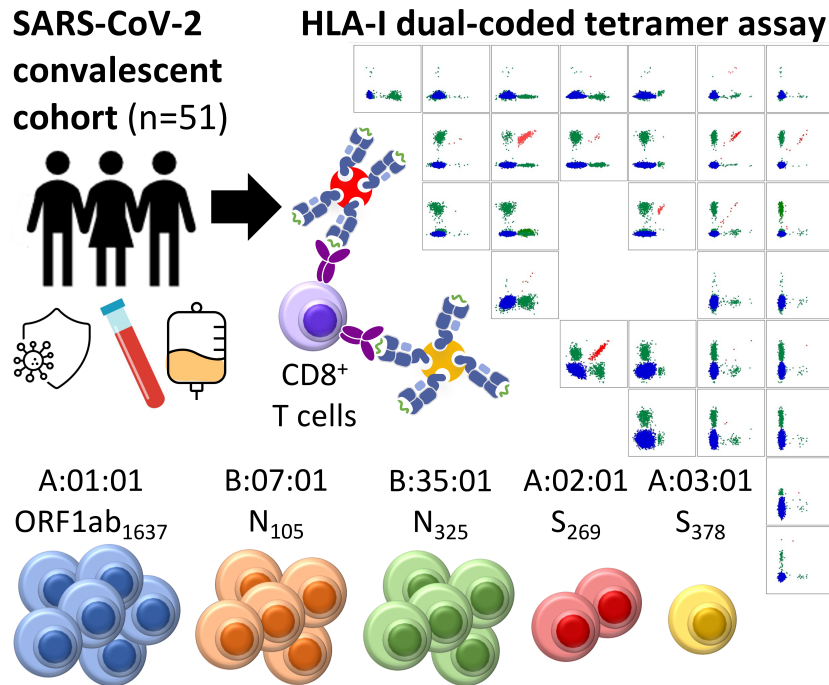 SARS-CoV-2
convalescent
cohort (n=51)
HLA-I dual-coded tetramer assay
CD8⁺
T cells
A:01:01
ORF1ab₁₆₃₇
B:07:01
N₁₀₅
B:35:01
N₃₂₅
A:02:01
S₂₆₉
A:03:01
S₃₇₈